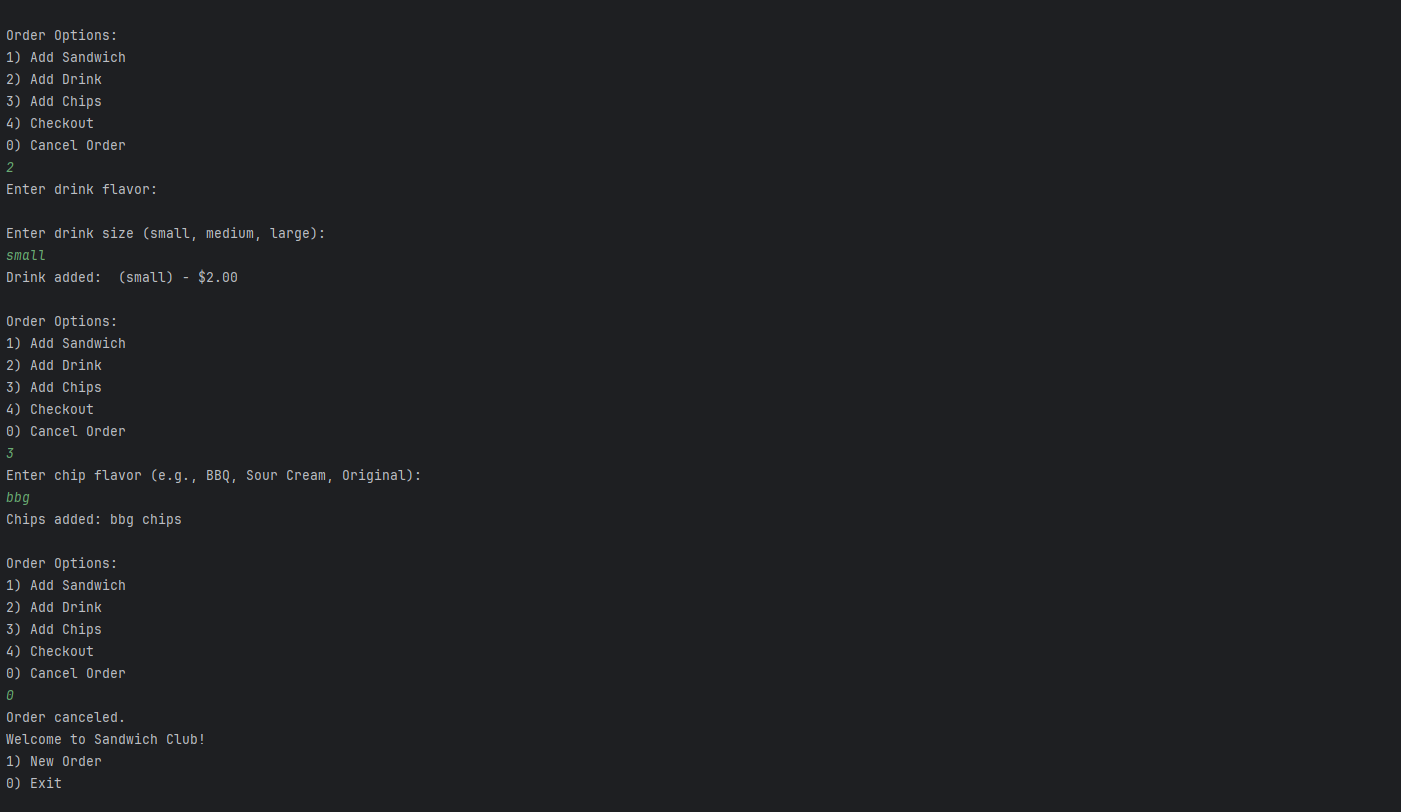 Order Options:
1) Add Sandwich
2) Add Drink
3) Add Chips
4) Checkout
0) Cancel Order
2
Enter drink flavor:
Enter drink size (small, medium, large):
small
Drink added:  (small) - $2.00
Order Options:
1) Add Sandwich
2) Add Drink
3) Add Chips
4) Checkout
0) Cancel Order
3
Enter chip flavor (e.g., BBQ, Sour Cream, Original):
bbg
Chips added: bbg chips
Order Options:
1) Add Sandwich
2) Add Drink
3) Add Chips
4) Checkout
0) Cancel Order
0
Order canceled.
Welcome to Sandwich Club!
1) New Order
0) Exit